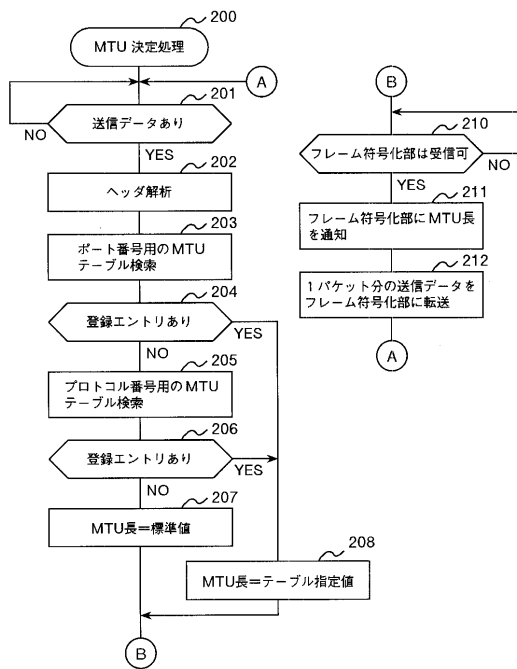 200
MTU 決定処理
A
201
送信データあり
NO
YES
202
ヘッダ解析
203
ポート番号用のMTU
テーブル検索
204
登録エントリあり
YES
NO
205
プロトコル番号用のMTU
テーブル検索
206
登録エントリあり
YES
NO
207
MTU長＝標準値
208
MTU長＝テーブル指定値
B
B
210
フレーム符号化部は受信可
NO
YES
211
フレーム符号化部にMTU長
を通知
212
1パケット分の送信データを
フレーム符号化部に転送
A